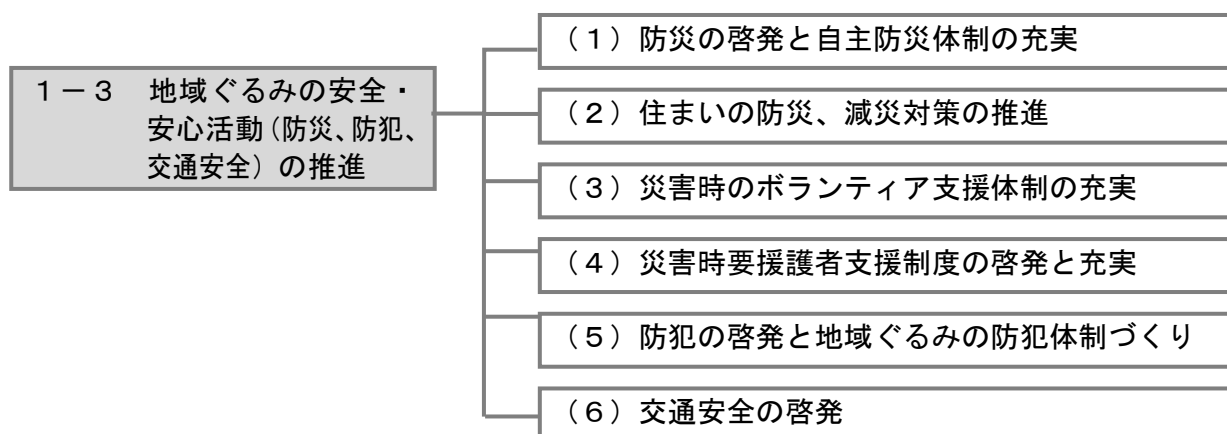 １－３　地域ぐるみの安全・
安心活動（防災、防犯、
交通安全）の推進
（１）防災の啓発と自主防災体制の充実
（２）住まいの防災、減災対策の推進
（３）災害時のボランティア支援体制の充実
（４）災害時要援護者支援制度の啓発と充実
（５）防犯の啓発と地域ぐるみの防犯体制づくり
（６）交通安全の啓発